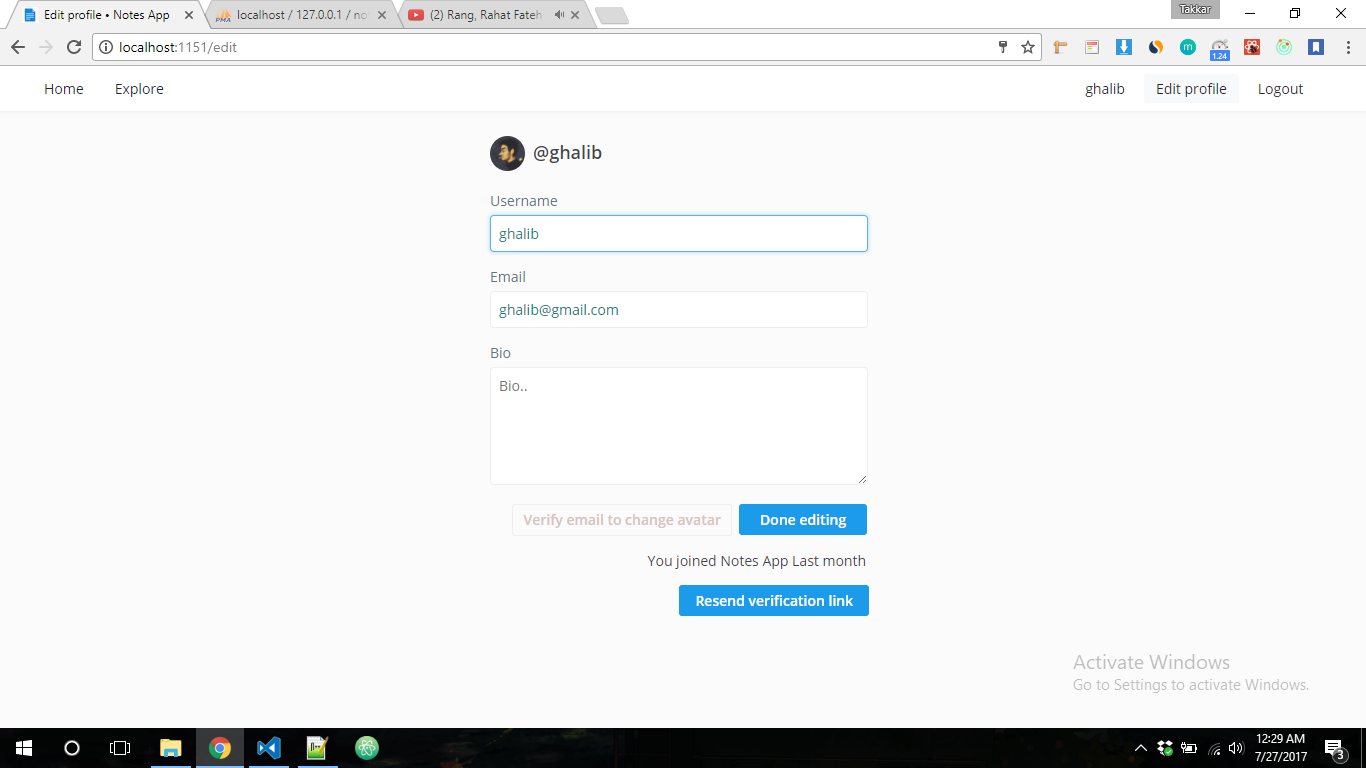 Edit profile • Notes App
localhost / 127.0.0.1 / no
(2) Rang, Rahat Fateh
Takkar
localhost:1151/edit
m
1.24
Home
Explore
ghalib
Edit profile
Logout
@ghalib
Username
ghalib
Email
ghalib@gmail.com
Bio
Bio..
Verify email to change avatar
Done editing
You joined Notes App Last month
Resend verification link
Activate Windows
Go to Settings to activate Windows.
12:29 AM
7/27/2017
3